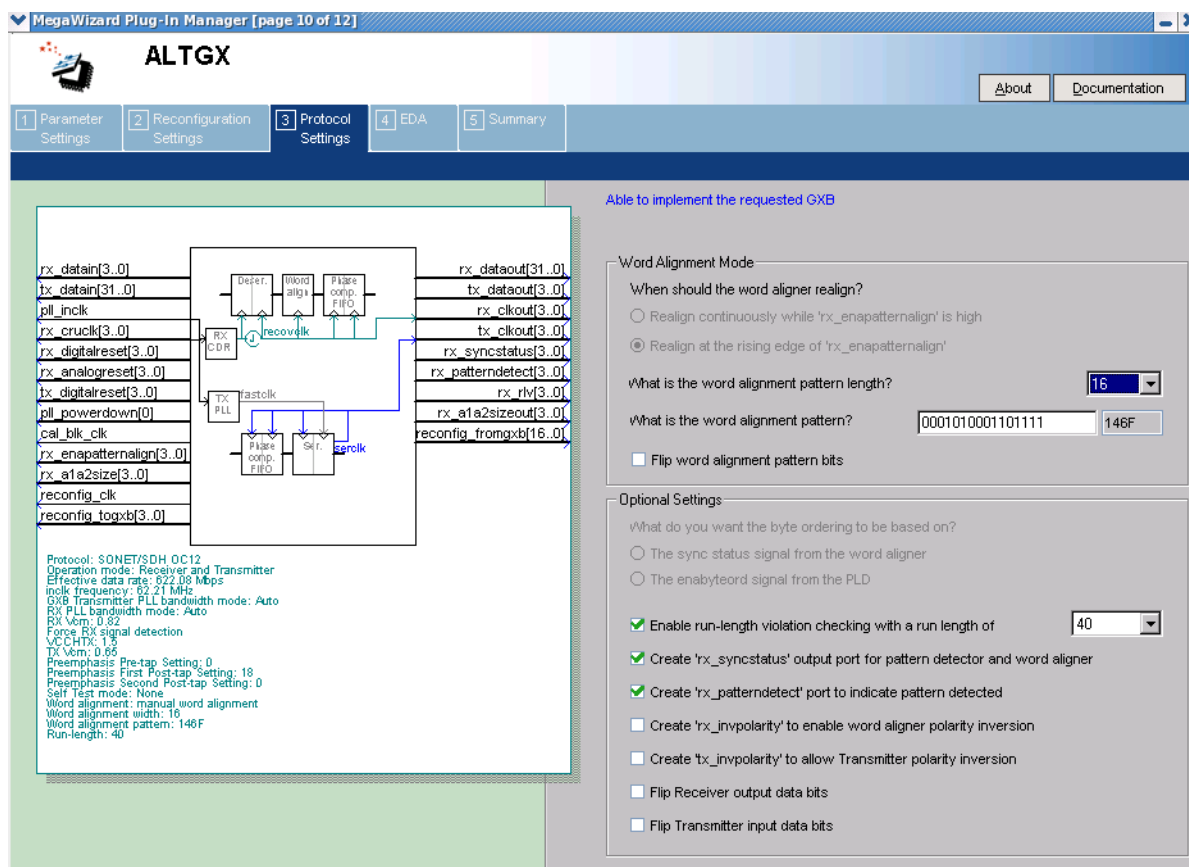 MegaWizard Plug-In Manager [page 10 of 12]
ALTGX
About
Documentation
1 Parameter Settings
2 Reconfiguration Settings
3 Protocol Settings
4 EDA
5 Summary
rx_datain[3..0]
tx_datain[31..0]
pll_inclk
rx_cruclk[3..0]
rx_digitalreset[3..0]
rx_analogreset[3..0]
tx_digitalreset[3..0]
pll_powerdown[0]
cal_blk_clk
rx_enapatternalign[3..0]
rx_a1a2size[3..0]
reconfig_clk
reconfig_togxb[3..0]
Deser.
Word align
Phase comp. FIFO
RX CDR
recovclk
TX PLL
fastclk
Phase comp. FIFO
Ser.
serclk
rx_dataout[31..0]
tx_dataout[3..0]
rx_clkout[3..0]
tx_clkout[3..0]
rx_syncstatus[3..0]
rx_patterndetect[3..0]
rx_rlv[3..0]
rx_a1a2sizeout[3..0]
reconfig_fromgxb[16..0]
Protocol: SONET/SDH OC12
Operation mode: Receiver and Transmitter
Effective data rate: 622.08 Mbps
inclk frequency: 62.21 MHz
GXB Transmitter PLL bandwidth mode: Auto
RX PLL bandwidth mode: Auto
RX Vcm: 0.82
Force RX signal detection
VCCHTX: 1.5
TX Vcm: 0.65
Preemphasis Pre-tap Setting: 0
Preemphasis First Post-tap Setting: 18
Preemphasis Second Post-tap Setting: 0
Self Test mode: None
Word alignment: manual word alignment
Word alignment width: 16
Word alignment pattern: 146F
Run-length: 40
Able to implement the requested GXB
Word Alignment Mode
When should the word aligner realign?
Realign continuously while 'rx_enapatternalign' is high
Realign at the rising edge of 'rx_enapatternalign'
What is the word alignment pattern length?
16
What is the word alignment pattern?
0001010001101111
146F
Flip word alignment pattern bits
Optional Settings
What do you want the byte ordering to be based on?
The sync status signal from the word aligner
The enabyteord signal from the PLD
Enable run-length violation checking with a run length of
40
Create 'rx_syncstatus' output port for pattern detector and word aligner
Create 'rx_patterndetect' port to indicate pattern detected
Create 'rx_invpolarity' to enable word aligner polarity inversion
Create 'tx_invpolarity' to allow Transmitter polarity inversion
Flip Receiver output data bits
Flip Transmitter input data bits